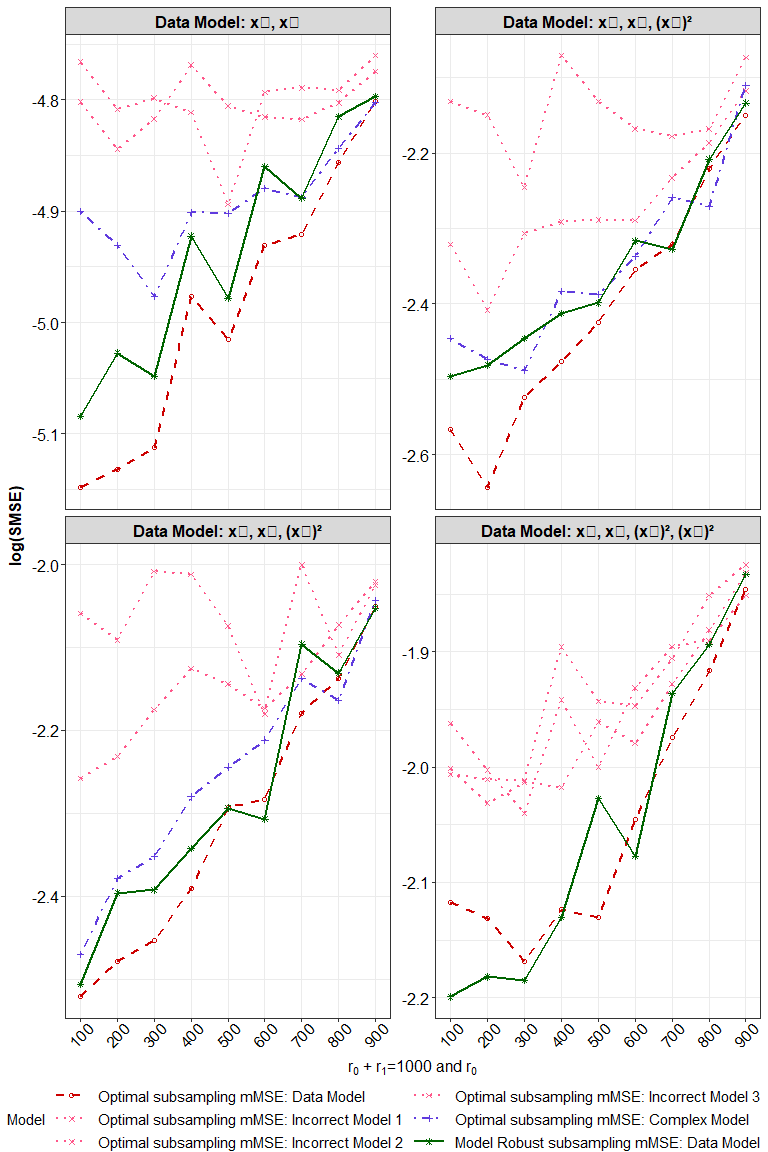 Data Model: x▯, x▯
Data Model: x▯, x▯, (x▯)²
-4.8
-4.9
-5.0
-5.1
-2.2
-2.4
-2.6
log(SMSE)
Data Model: x▯, x▯, (x▯)²
Data Model: x▯, x▯, (x▯)², (x▯)²
-2.0
-2.2
-2.4
-1.9
-2.0
-2.1
-2.2
100 200 300 400 500 600 700 800 900
100 200 300 400 500 600 700 800 900
r₀ + r₁=1000 and r₀
Model
Optimal subsampling mMSE: Data Model
Optimal subsampling mMSE: Incorrect Model 1
Optimal subsampling mMSE: Incorrect Model 2
Optimal subsampling mMSE: Incorrect Model 3
Optimal subsampling mMSE: Complex Model
Model Robust subsampling mMSE: Data Model